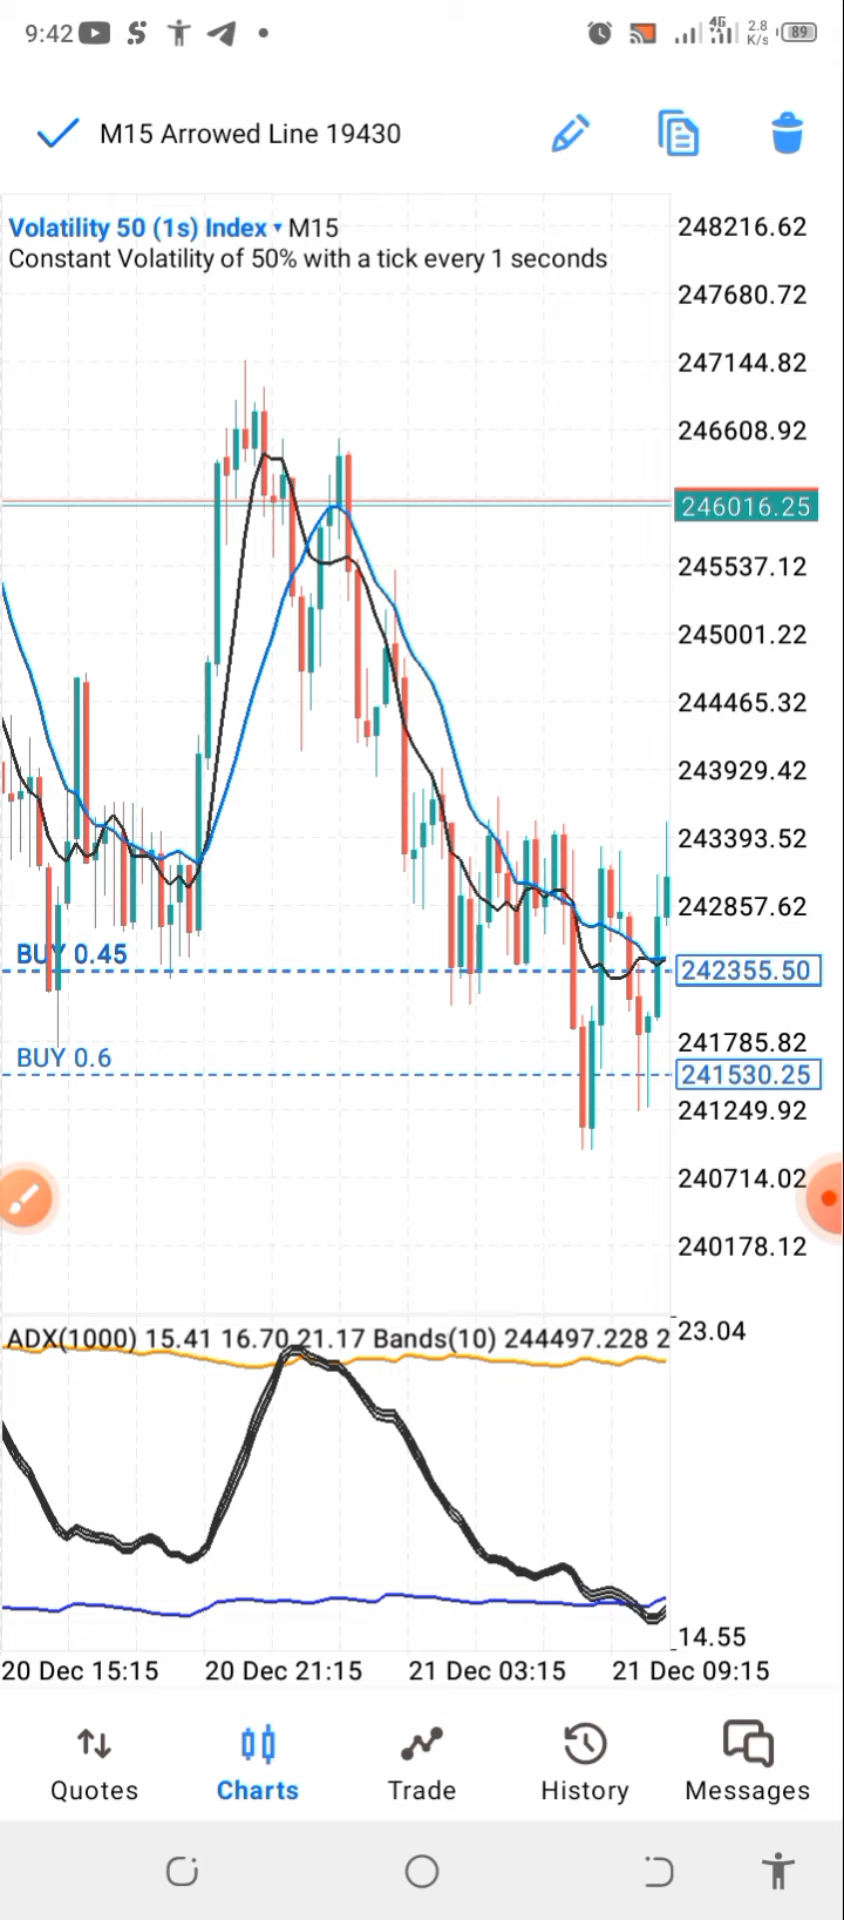 9:42
4G
2.8
K/s
89
M15 Arrowed Line 19430
Volatility 50 (1s) Index ▾ M15
Constant Volatility of 50% with a tick every 1 seconds
248216.62
247680.72
247144.82
246608.92
246016.25
245537.12
245001.22
244465.32
243929.42
243393.52
242857.62
BUY 0.45
242355.50
241785.82
BUY 0.6
241530.25
241249.92
240714.02
240178.12
ADX(1000) 15.41 16.70 21.17 Bands(10) 244497.228 2
23.04
14.55
20 Dec 15:15 20 Dec 21:15 21 Dec 03:15 21 Dec 09:15
Quotes Charts Trade History Messages